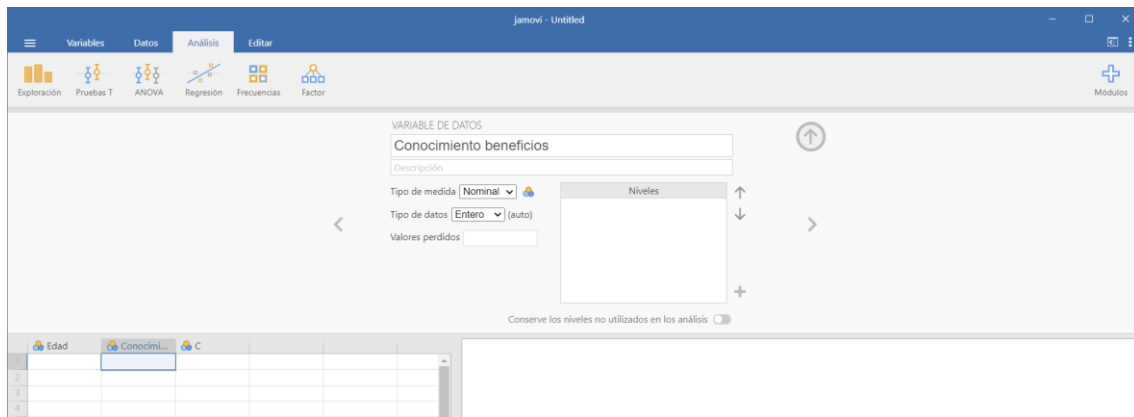 jamovi - Untitled
Variables Datos Análisis Editar
Exploración Pruebas T ANOVA Regresión Frecuencias Factor Módulos
VARIABLE DE DATOS
Conocimiento beneficios
Descripción
Tipo de medida Nominal Niveles
Tipo de datos Entero (auto)
Valores perdidos
Conserve los niveles no utilizados en los análisis
Edad Conocimi... C
1
2
3
4